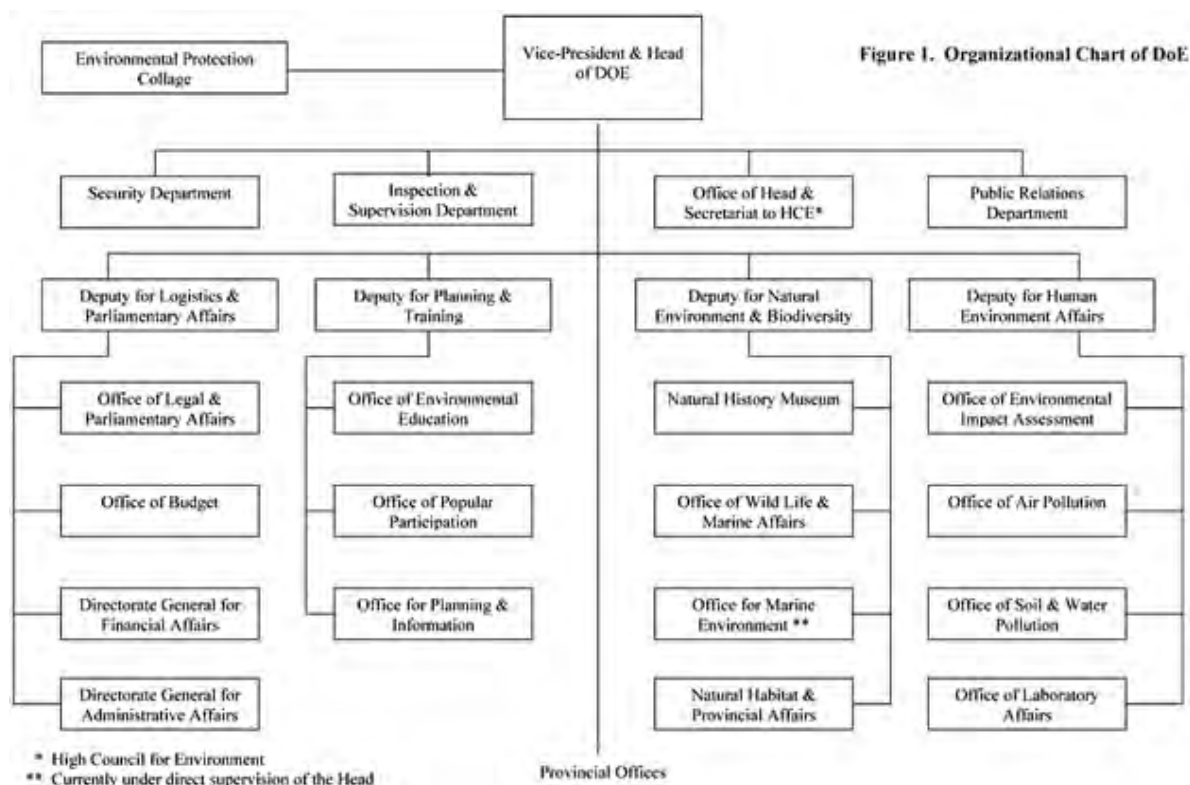 Environmental Protection
Collage
Vice-President & Head
of DOE
Figure 1. Organizational Chart of DoE
Security Department
Inspection &
Supervision Department
Office of Head &
Secretariat to HCE*
Public Relations
Department
Deputy for Logistics &
Parliamentary Affairs
Deputy for Planning &
Training
Deputy for Natural
Environment & Biodiversity
Deputy for Human
Environment Affairs
Office of Legal &
Parliamentary Affairs
Office of Environmental
Education
Natural History Museum
Office of Environmental
Impact Assessment
Office of Budget
Office of Popular
Participation
Office of Wild Life &
Marine Affairs
Office of Air Pollution
Directorate General for
Financial Affairs
Office for Planning &
Information
Office for Marine
Environment **
Office of Soil & Water
Pollution
Directorate General for
Administrative Affairs
Natural Habitat &
Provincial Affairs
Office of Laboratory
Affairs
* High Council for Environment
** Currently under direct supervision of the Head
Provincial Offices